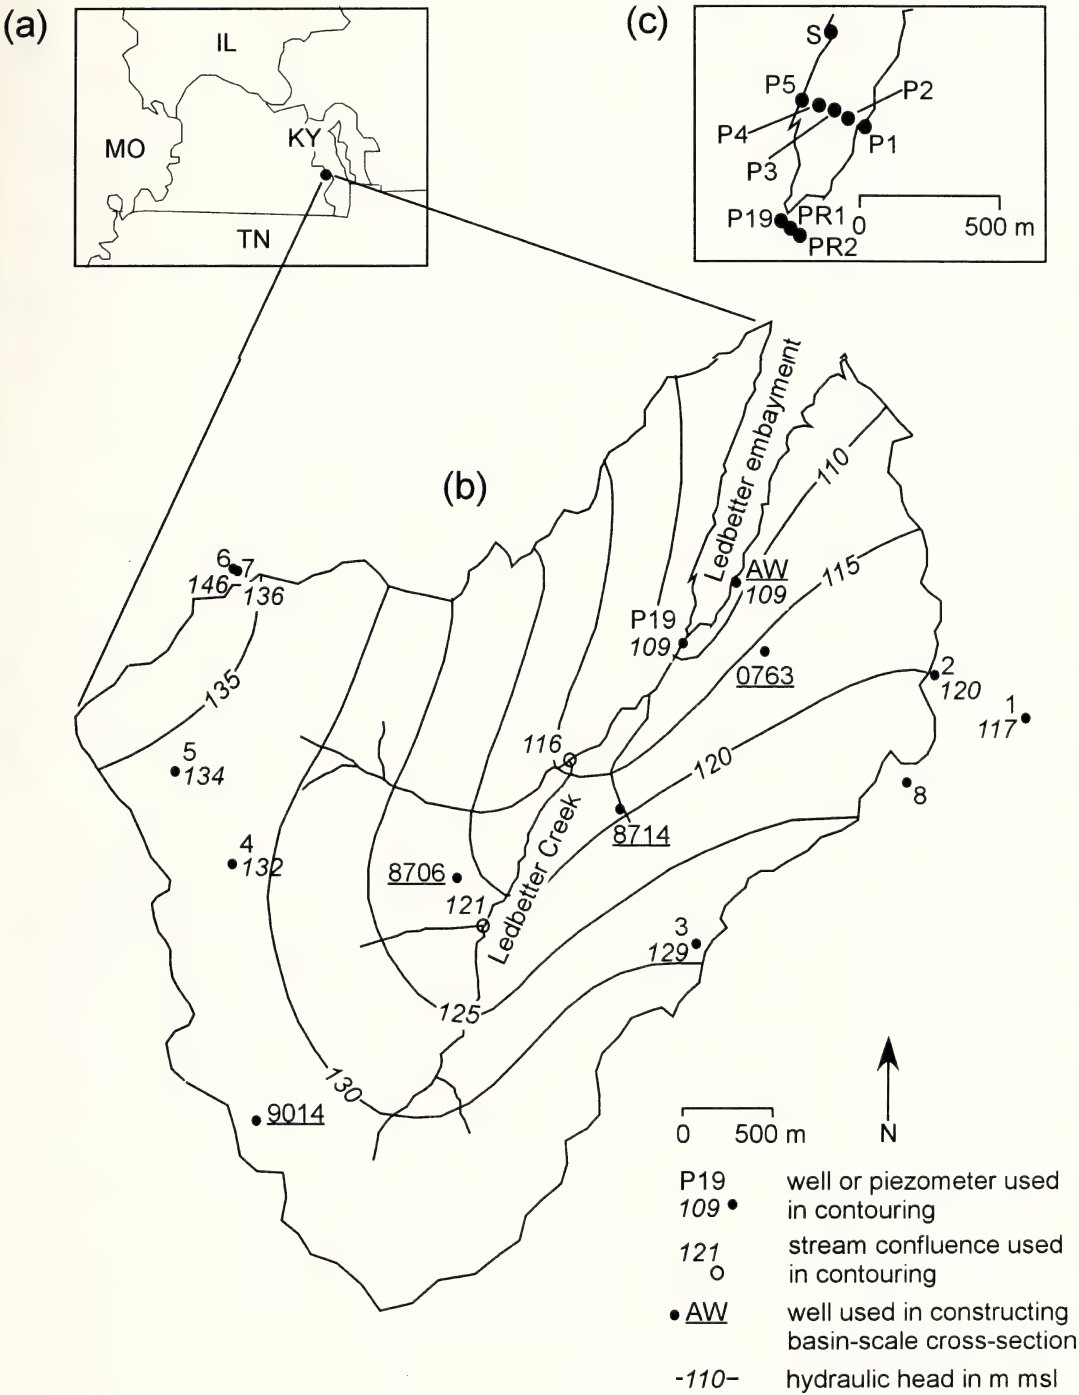 (a)
IL
MO
KY
TN
(c)
S
P5
P2
P4
P1
P3
P19
PR1
PR2
0
500 m
(b)
Ledbetter embayment
110
115
AW
109
P19
109
0763
6
7
146
136
135
2
120
1
117
5
134
116
120
8
8714
4
132
8706
121
Ledbetter Creek
3
129
125
130
9014
0
500 m
N
P19
well or piezometer used
109
in contouring
121
stream confluence used
in contouring
AW
well used in constructing
basin-scale cross-section
-110-
hydraulic head in m msl